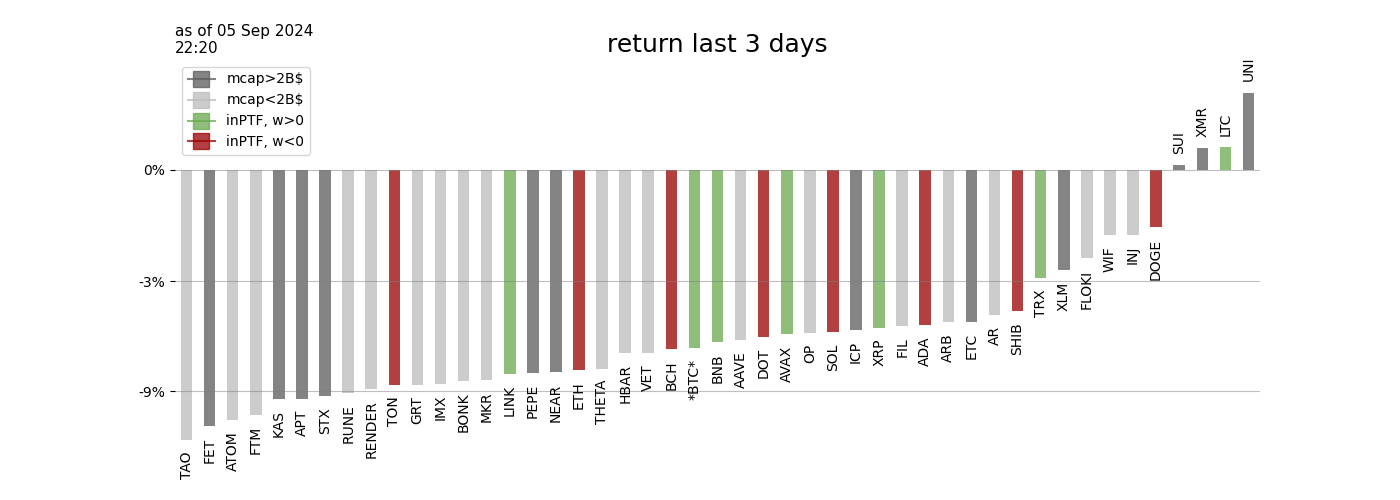 as of 05 Sep 2024
22:20
return last 3 days
mcap>2B$
mcap<2B$
inPTF, w>0
inPTF, w<0
0%
-3%
-9%
TAO
FET
ATOM
FTM
KAS
APT
STX
RUNE
RENDER
TON
GRT
IMX
BONK
MKR
LINK
PEPE
NEAR
ETH
THETA
HBAR
VET
BCH
*BTC*
BNB
AAVE
DOT
AVAX
OP
SOL
ICP
XRP
FIL
ADA
ARB
ETC
AR
SHIB
TRX
XLM
FLOKI
WIF
INJ
DOGE
SUI
XMR
LTC
UNI